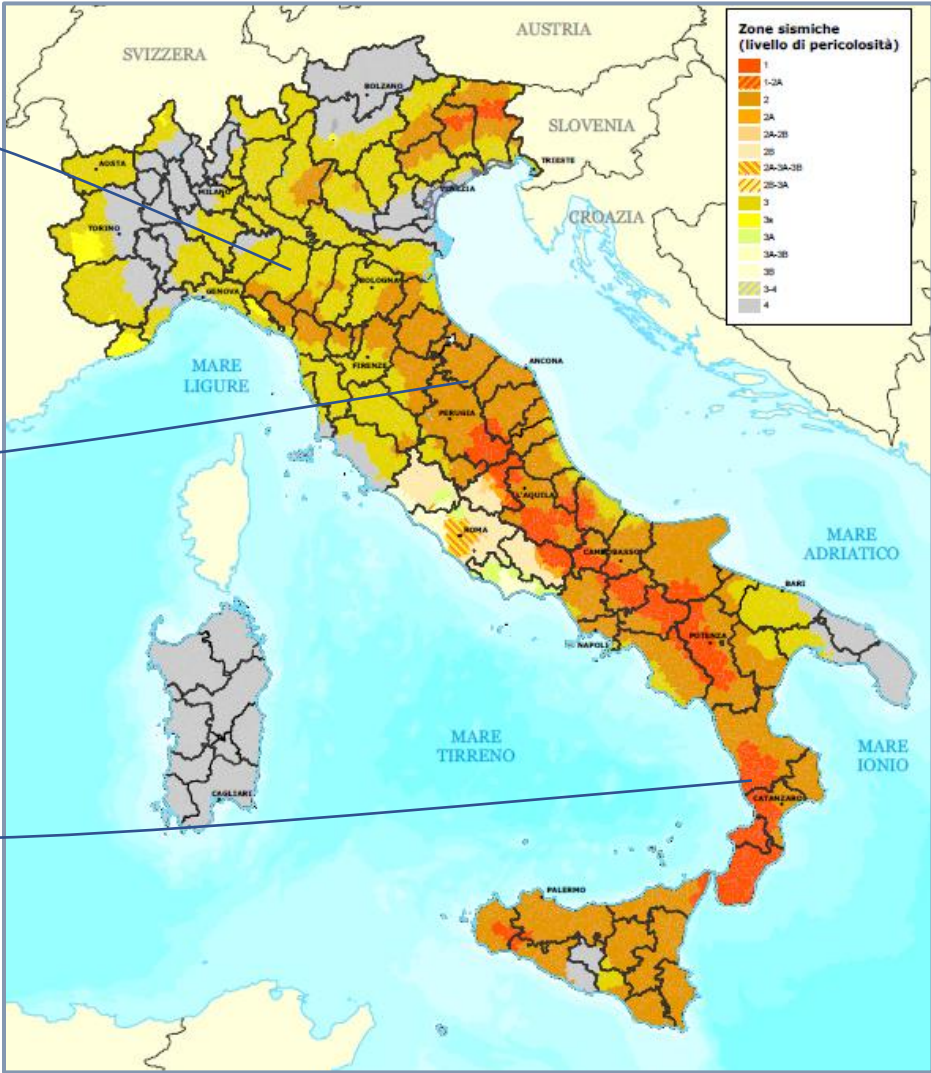 SVIZZERA
AUSTRIA
Zone sismiche
(livello di pericolosità)
1
1-2A
2
2A
2A-2B
2B
2A-3A-3B
2B-3A
3
3s
3A
3A-3B
3B
3-4
4
BOLZANO
SLOVENIA
AOSTA
TRIESTE
MILANO
VENEZIA
CROAZIA
TORINO
BOLOGNA
GENOVA
MARE
LIGURE
FIRENZE
ANCONA
PERUGIA
L'AQUILA
ROMA
CAMPOBASSO
MARE
ADRIATICO
BARI
NAPOLI
POTENZA
MARE
TIRRENO
MARE
IONIO
CAGLIARI
CATANZARO
PALERMO